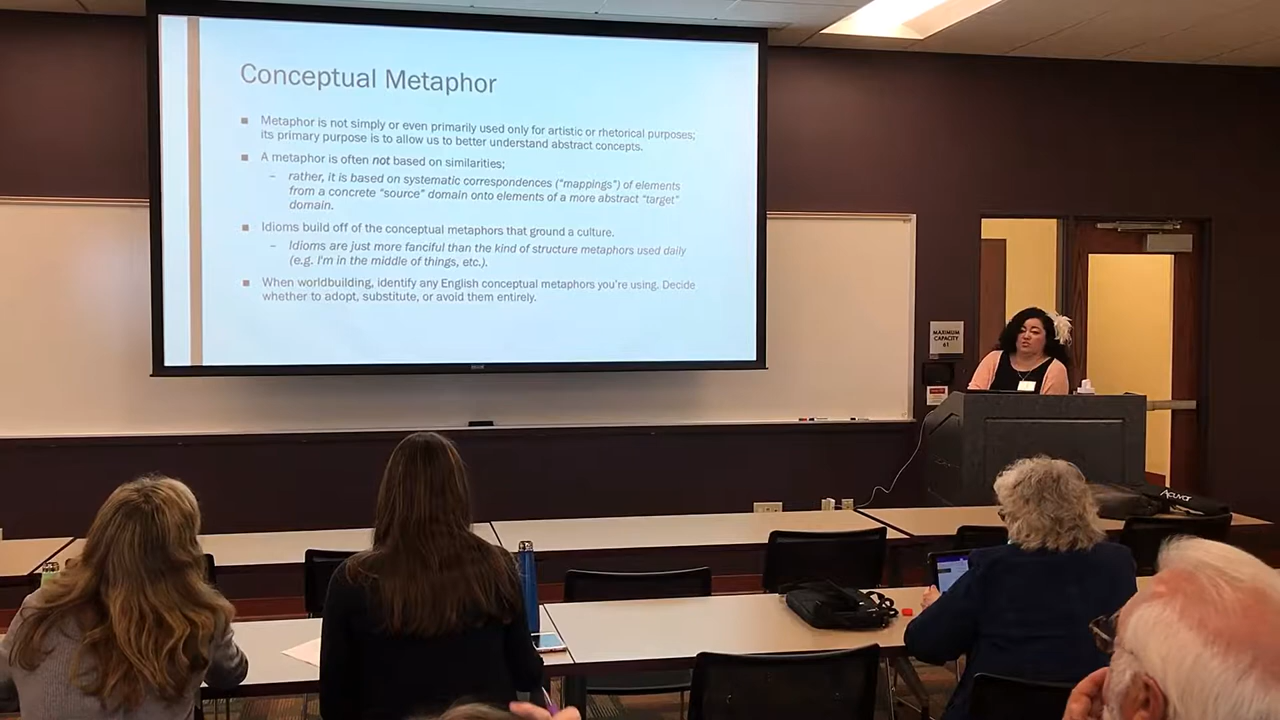 Conceptual Metaphor
■ Metaphor is not simply or even primarily used only for artistic or rhetorical purposes;
its primary purpose is to allow us to better understand abstract concepts.
■ A metaphor is often not based on similarities;
– rather, it is based on systematic correspondences (“mappings”) of elements
from a concrete “source” domain onto elements of a more abstract “target”
domain.
■ Idioms build off of the conceptual metaphors that ground a culture.
– Idioms are just more fanciful than the kind of structure metaphors used daily
(e.g. I'm in the middle of things, etc.).
■ When worldbuilding, identify any English conceptual metaphors you're using. Decide
whether to adopt, substitute, or avoid them entirely.
MAXIMUM
CAPACITY
61
Acuvar